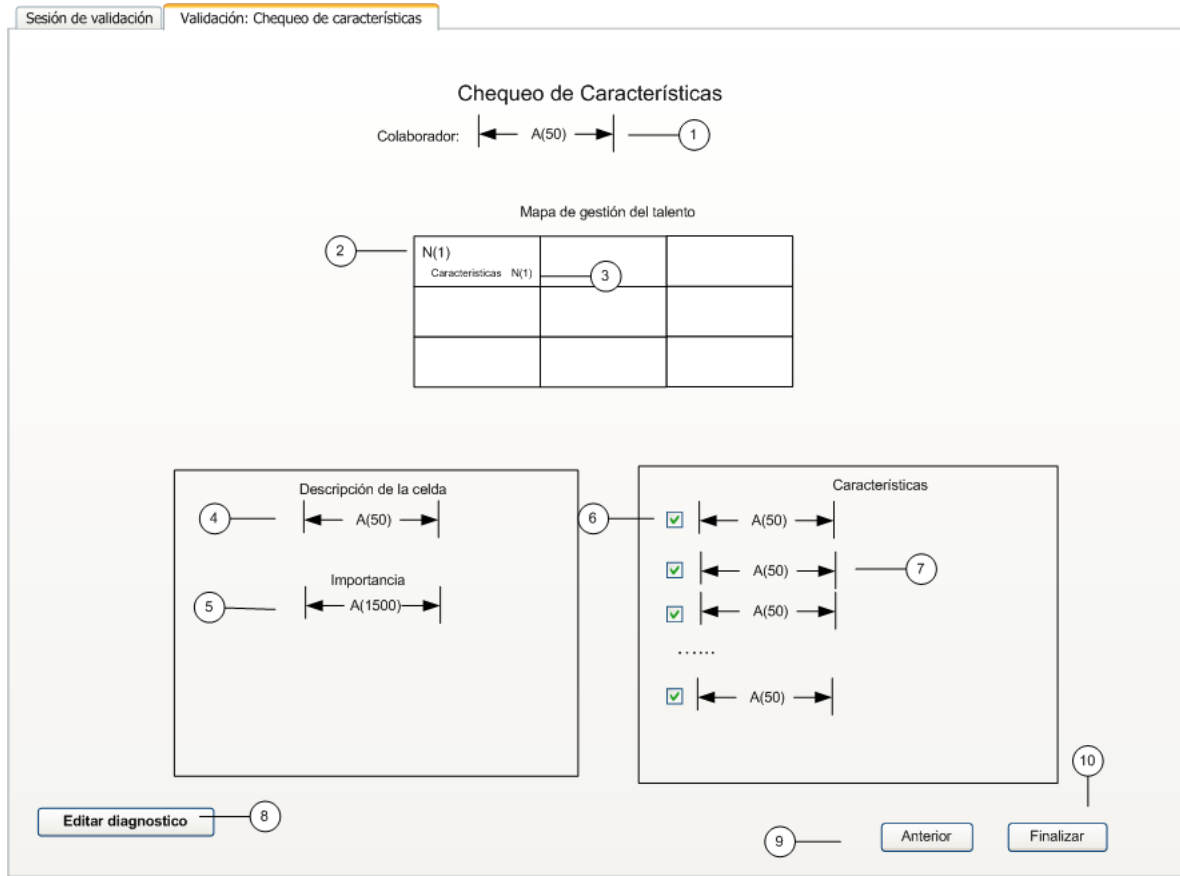 Sesión de validación Validación: Chequeo de características
Chequeo de Características
Colaborador: A(50) 1
Mapa de gestión del talento
2 N(1)
Caracteristicas N(1) 3
Descripción de la celda
4 A(50)
Importancia
5 A(1500)
Características
6 A(50)
A(50) 7
A(50)
......
A(50)
10
Editar diagnostico 8
9 Anterior Finalizar